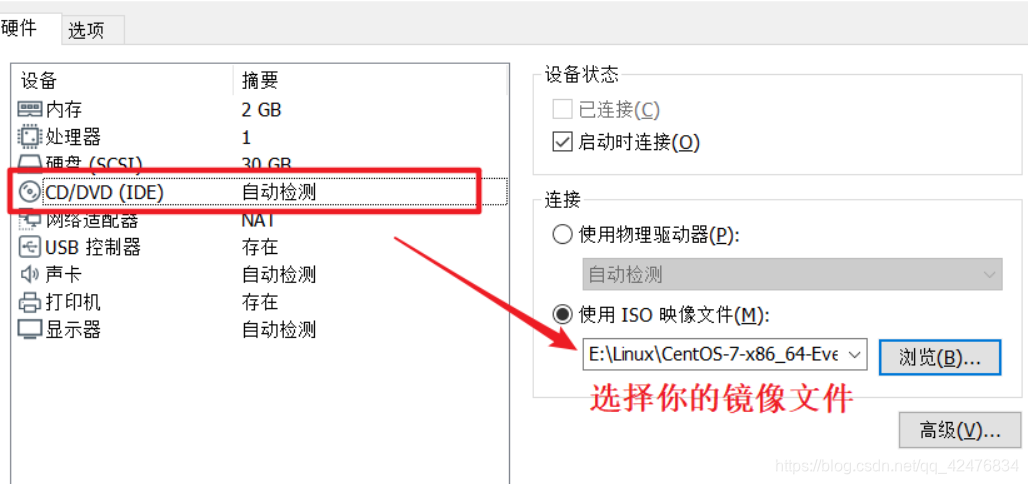 硬件 选项
设备 摘要
内存 2 GB
处理器 1
硬盘 (SCSI) 30 GB
CD/DVD (IDE) 自动检测
网络适配器 NAT
USB 控制器 存在
声卡 自动检测
打印机 存在
显示器 自动检测
设备状态
已连接(C)
启动时连接(O)
连接
使用物理驱动器(P):
自动检测
使用 ISO 映像文件(M):
E:\Linux\CentOS-7-x86_64-Eve
浏览(B)...
选择你的镜像文件
高级(V)...
https://blog.csdn.net/qq_42476834